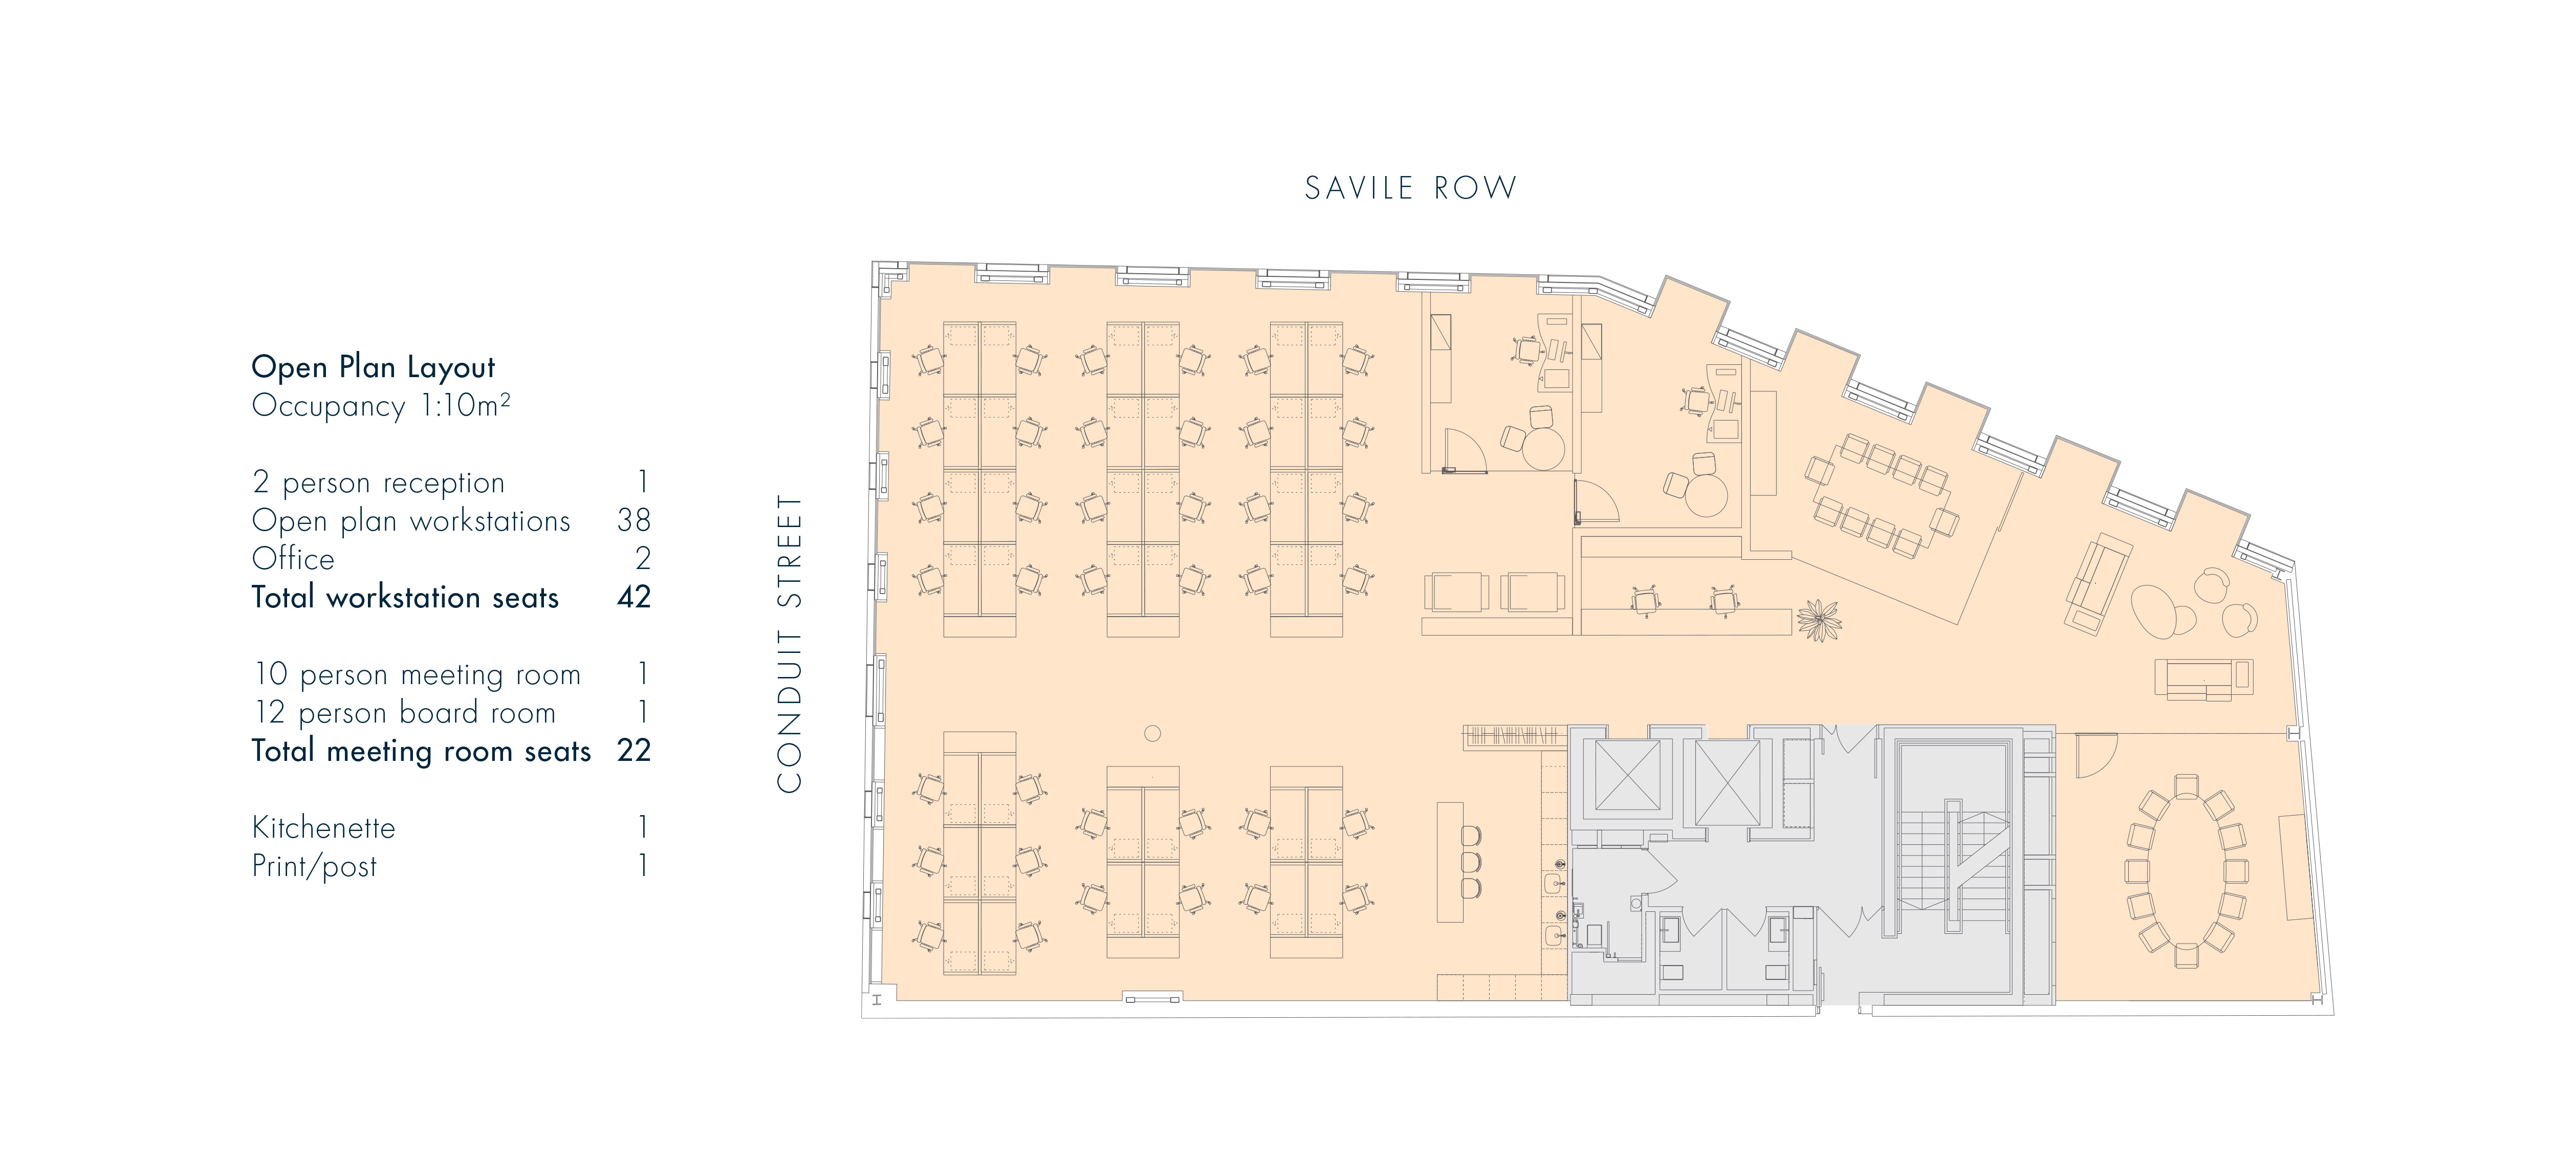 SAVILE ROW
CONDUIT STREET
Open Plan Layout
Occupancy 1:10m²
2 person reception 1
Open plan workstations 38
Office 2
Total workstation seats 42
10 person meeting room 1
12 person board room 1
Total meeting room seats 22
Kitchenette 1
Print/post 1